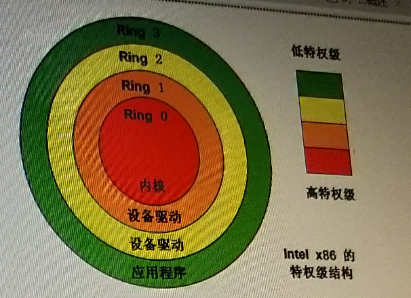 Ring 3
Ring 2
Ring 1
Ring 0
内核
设备驱动
设备驱动
应用程序
低特权级
高特权级
Intel x86 的
特权级结构